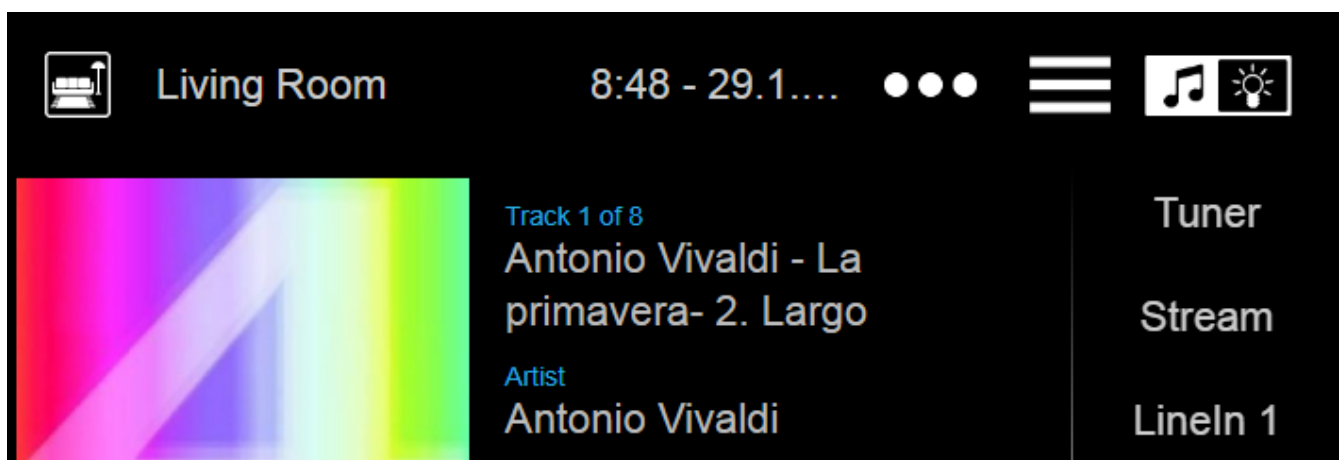 Living Room
8:48 - 29.1....
Track 1 of 8
Antonio Vivaldi - La
primavera- 2. Largo
Artist
Antonio Vivaldi
Tuner
Stream
LineIn 1